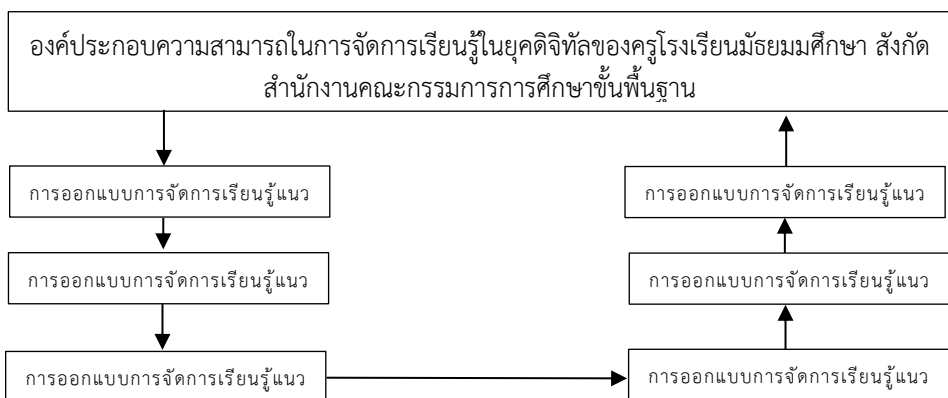 องค์ประกอบความสามารถในการจัดการเรียนรู้ในยุคดิจิทัลของครูโรงเรียนมัธยมมศึกษา สังกัด
สำนักงานคณะกรรมการการศึกษาขั้นพื้นฐาน
การออกแบบการจัดการเรียนรู้แนว
การออกแบบการจัดการเรียนรู้แนว
การออกแบบการจัดการเรียนรู้แนว
การออกแบบการจัดการเรียนรู้แนว
การออกแบบการจัดการเรียนรู้แนว
การออกแบบการจัดการเรียนรู้แนว